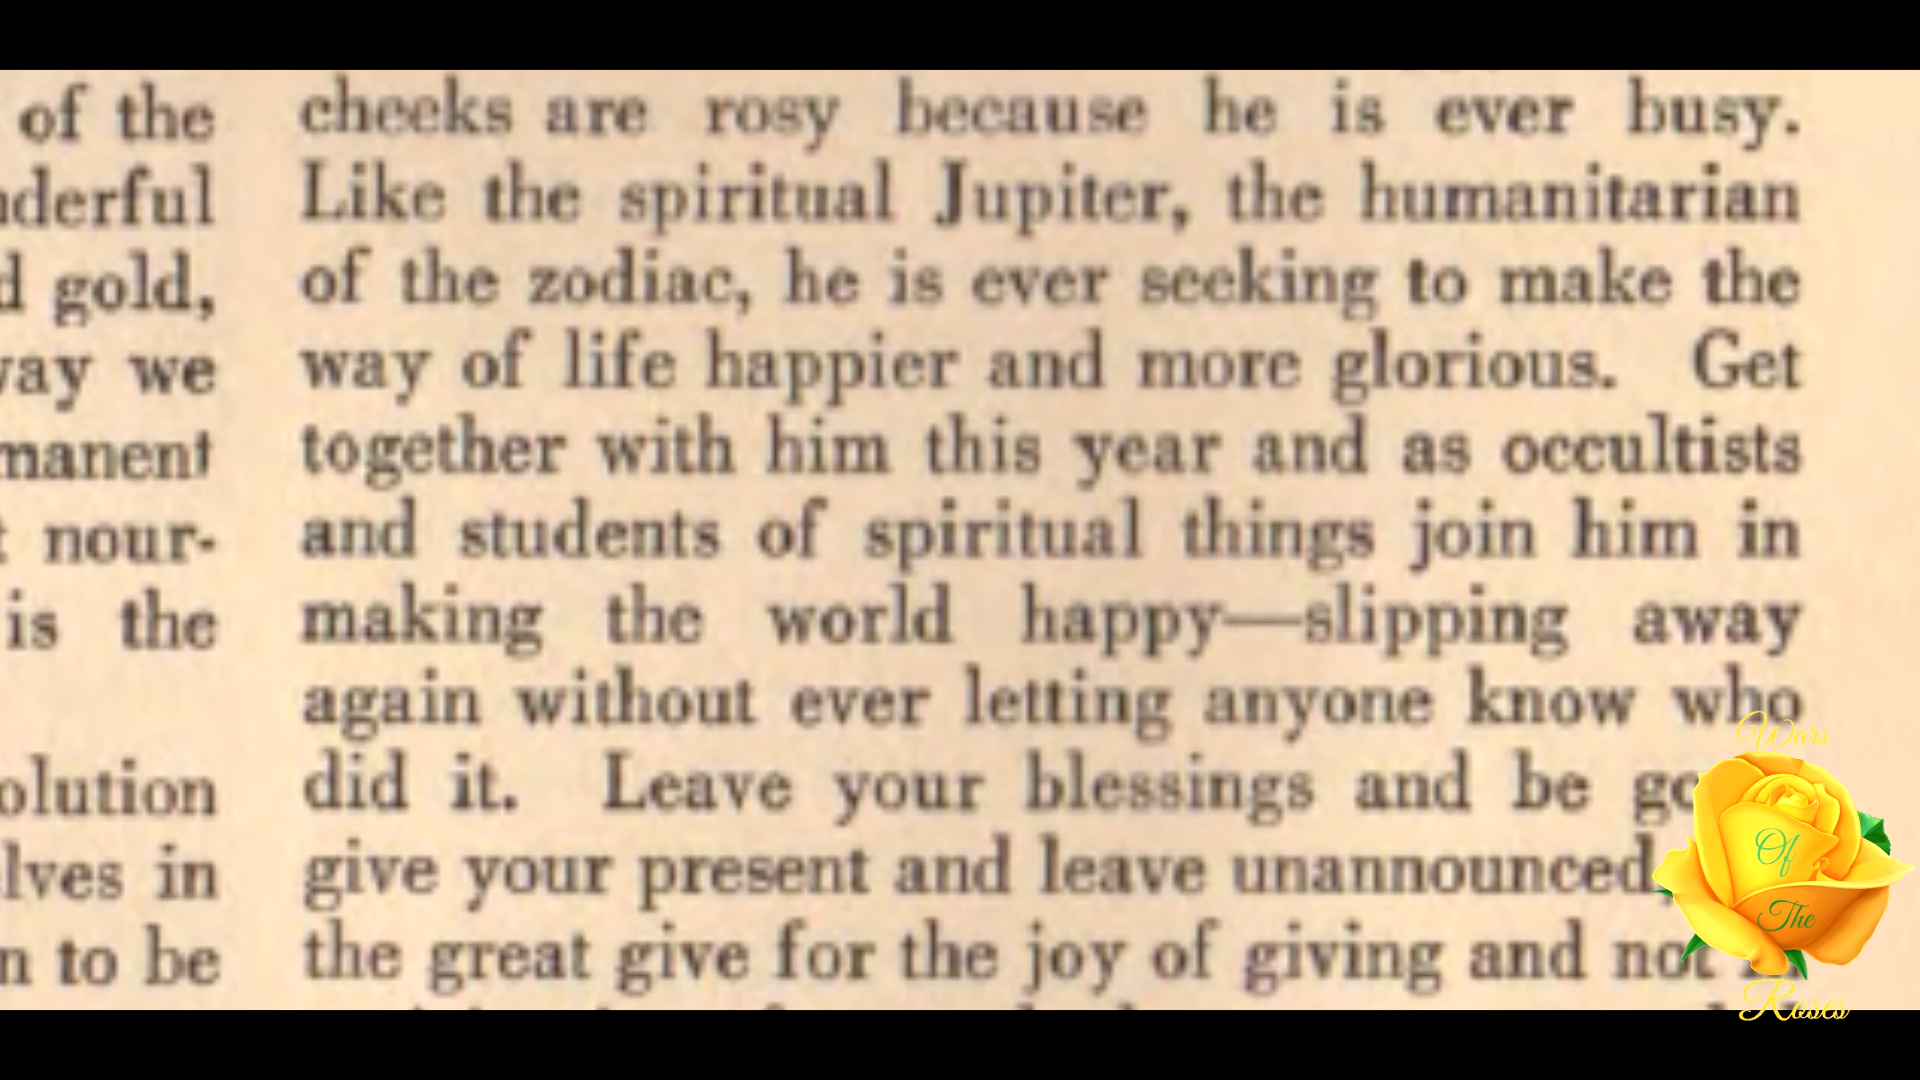 of the
nderful
d gold,
way we
manent
t nour-
is the
olution
elves in
n to be
cheeks are rosy because he is ever busy.
Like the spiritual Jupiter, the humanitarian
of the zodiac, he is ever seeking to make the
way of life happier and more glorious. Get
together with him this year and as occultists
and students of spiritual things join him in
making the world happy—slipping away
again without ever letting anyone know who
did it. Leave your blessings and be
give your present and leave unannounced,
the great give for the joy of giving and not
Wars
Of
The
Roses